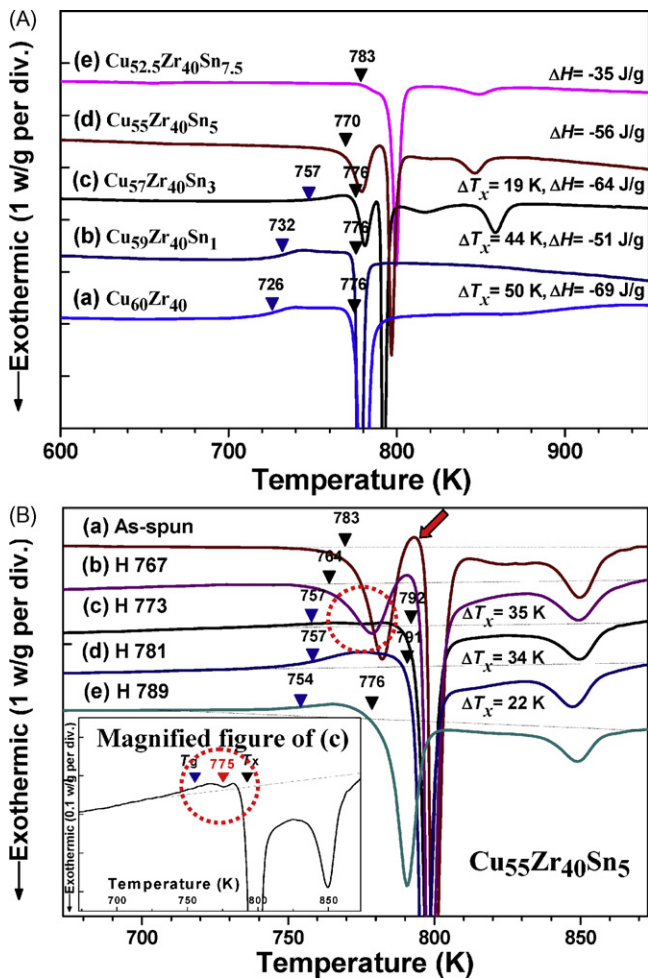 (A)
783
(e) Cu52.5Zr40Sn7.5
ΔH= -35 J/g
770
(d) Cu55Zr40Sn5
ΔH= -56 J/g
757
776
(c) Cu57Zr40Sn3
ΔTx= 19 K, ΔH= -64 J/g
732
776
(b) Cu59Zr40Sn1
ΔTx= 44 K, ΔH= -51 J/g
726
776
(a) Cu60Zr40
ΔTx= 50 K, ΔH= -69 J/g
Exothermic (1 w/g per div.)
600 700 800 900
Temperature (K)
(B)
(a) As-spun
783
(b) H 767
764
(c) H 773
757
792
ΔTx= 35 K
(d) H 781
757
791
ΔTx= 34 K
(e) H 789
754
776
ΔTx= 22 K
Magnified figure of (c)
Tg 775 Tx
Exothermic (0.1 w/g per div.)
Temperature (K)
700 750 800 850
Cu55Zr40Sn5
Exothermic (1 w/g per div.)
700 750 800 850
Temperature (K)